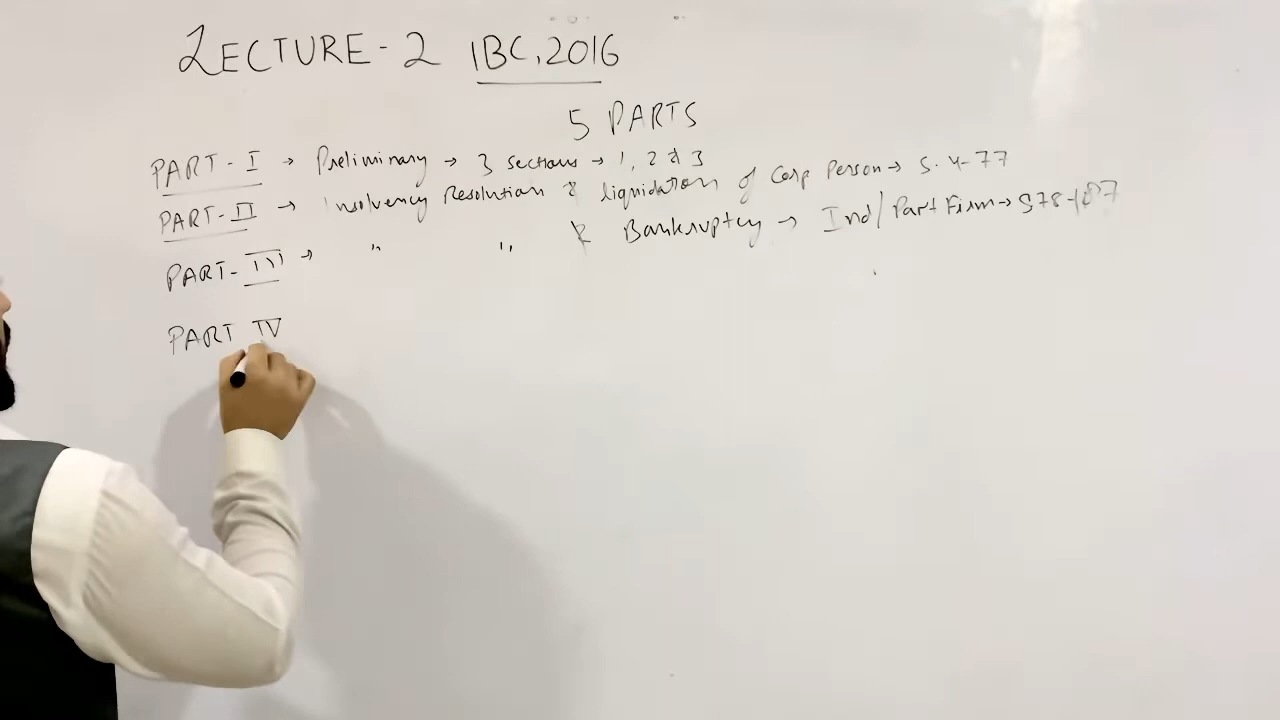 LECTURE-2 IBC,2016
5 PARTS
PART-I → Preliminary → 3 sections → 1, 2 & 3
PART-II → Insolvency Resolution & liquidation of Corp Person → S.4-77
PART-III → " " & Bankruptcy → Ind/Part Firm → S78-187
PART IV